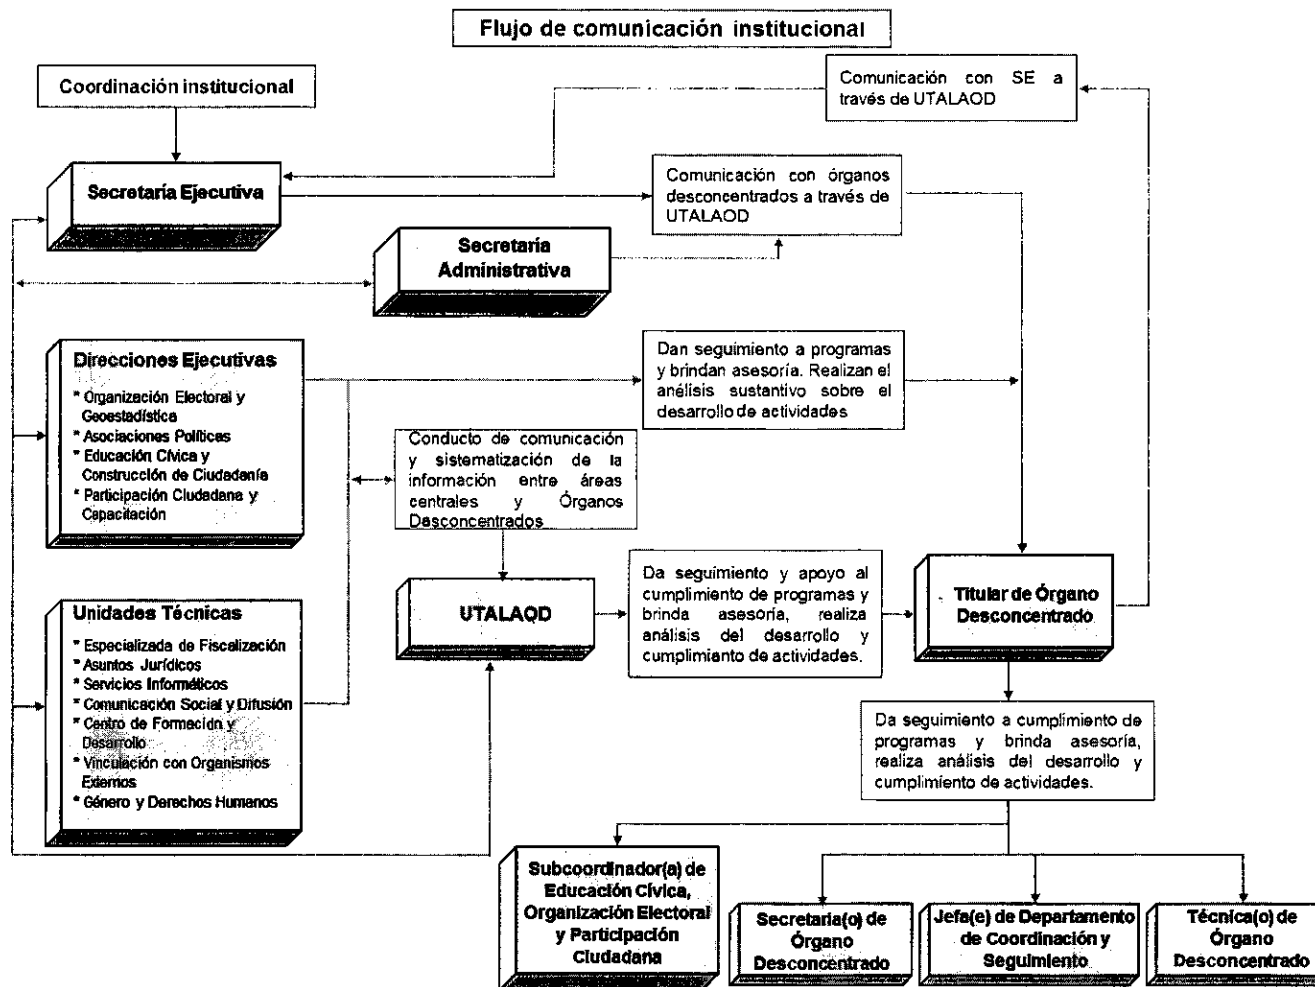 Flujo de comunicación institucional
Coordinación institucional
Comunicación con SE a
través de UTALAOD
Secretaría Ejecutiva
Comunicación con órganos
desconcentrados a través de
UTALAOD
Secretaría
Administrativa
Direcciones Ejecutivas
* Organización Electoral y
Geoestadística
* Asociaciones Políticas
* Educación Cívica y
Construcción de Ciudadanía
* Participación Ciudadana y
Capacitación
Dan seguimiento a programas
y brindan asesoría. Realizan el
análisis sustantivo sobre el
desarrollo de actividades
Conducto de comunicación
y sistematización de la
información entre áreas
centrales y Órganos
Desconcentrados
Unidades Técnicas
* Especializada de Fiscalización
* Asuntos Jurídicos
* Servicios Informáticos
* Comunicación Social y Difusión
* Centro de Formación y
Desarrollo
* Vinculación con Organismos
Externos
* Género y Derechos Humanos
UTALAOD
Da seguimiento y apoyo al
cumplimiento de programas y
brinda asesoría, realiza
análisis del desarrollo y
cumplimiento de actividades.
Titular de Órgano
Desconcentrado
Da seguimiento a cumplimiento de
programas y brinda asesoría,
realiza análisis del desarrollo y
cumplimiento de actividades.
Subcoordinador(a) de
Educación Cívica,
Organización Electoral
y Participación
Ciudadana
Secretaria(o) de
Órgano
Desconcentrado
Jefa(e) de Departamento
de Coordinación y
Seguimiento
Técnica(o) de
Órgano
Desconcentrado